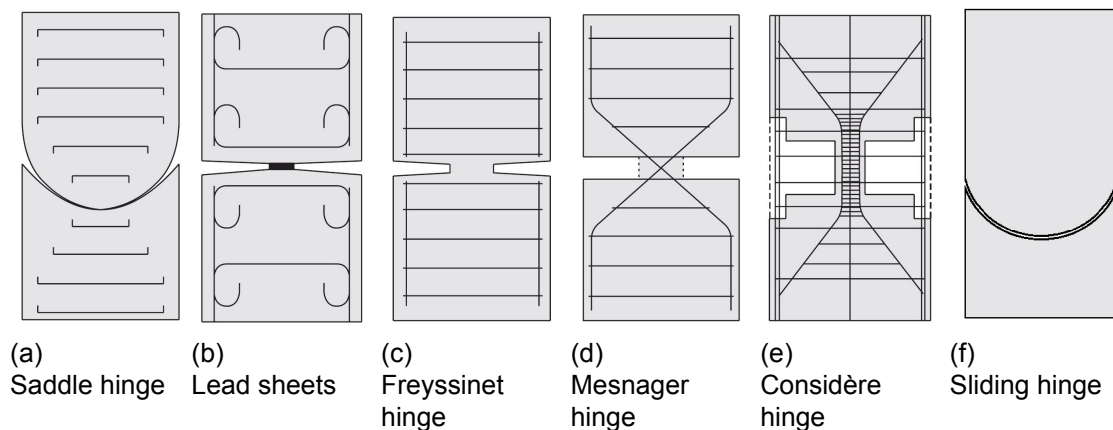 (a)
Saddle hinge
(b)
Lead sheets
(c)
Freyssinet
hinge
(d)
Mesnager
hinge
(e)
Considère
hinge
(f)
Sliding hinge